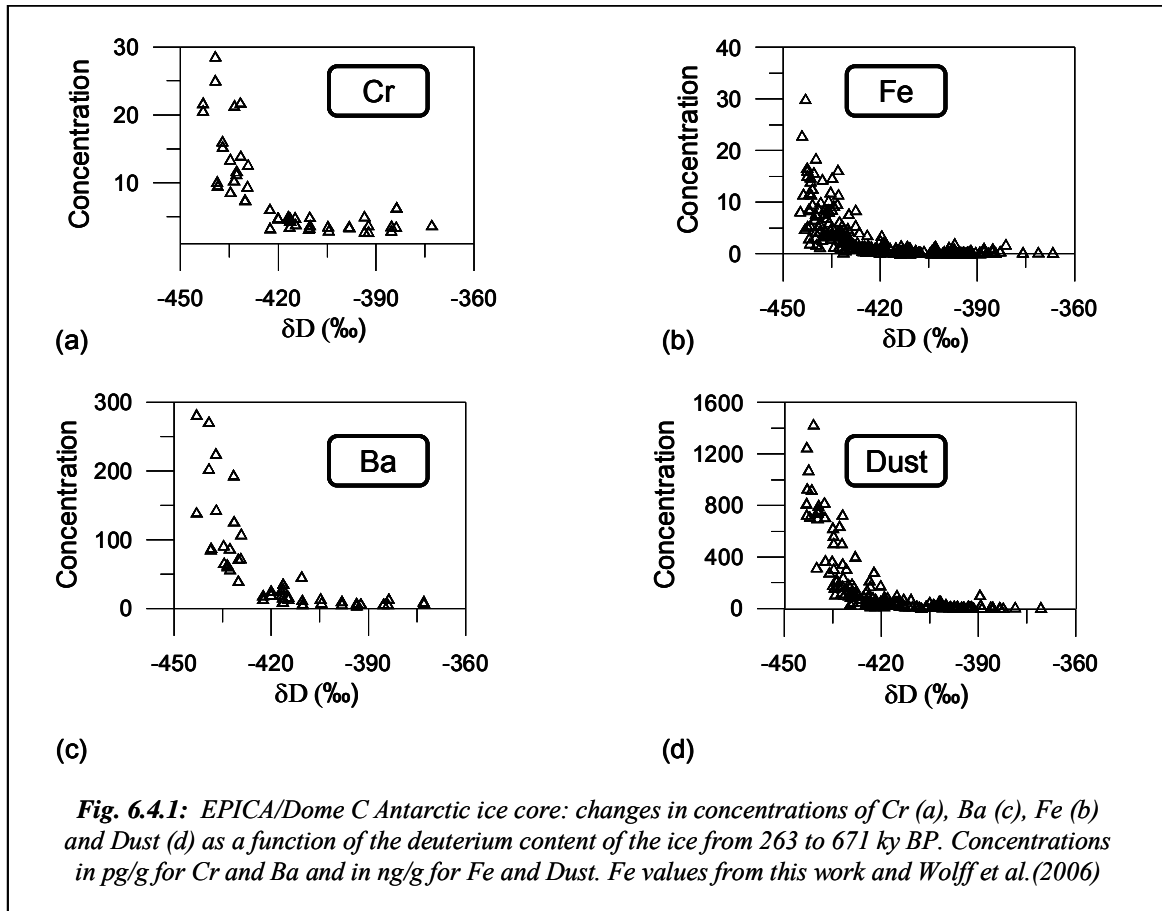 30
20
10
Concentration
Cr
-450 -420 -390 -360
δD (‰)
(a)
40
30
20
10
0
Concentration
Fe
-450 -420 -390 -360
δD (‰)
(b)
300
200
100
0
Concentration
Ba
-450 -420 -390 -360
δD (‰)
(c)
1600
1200
800
400
0
Concentration
Dust
-450 -420 -390 -360
δD (‰)
(d)
Fig. 6.4.1: EPICA/Dome C Antarctic ice core: changes in concentrations of Cr (a), Ba (c), Fe (b)
and Dust (d) as a function of the deuterium content of the ice from 263 to 671 ky BP. Concentrations
in pg/g for Cr and Ba and in ng/g for Fe and Dust. Fe values from this work and Wolff et al.(2006)